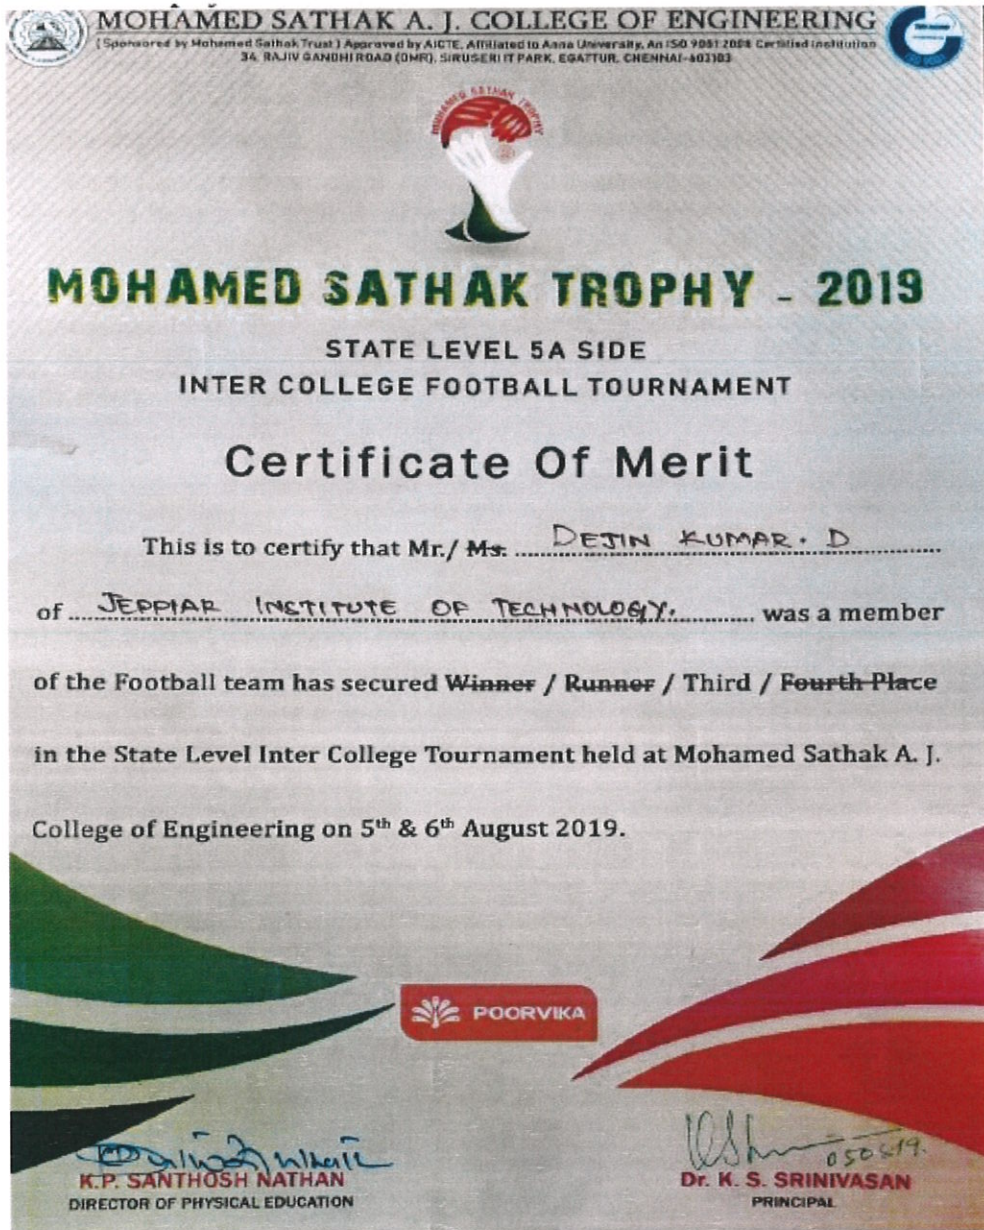 MOHAMED SATHAK A. J. COLLEGE OF ENGINEERING
( Sponsored by Mohamed Sathak Trust ) Approved by AICTE, Affiliated to Anna University, An ISO 9001:2008 Certified Institution
34, RAJIV GANDHI ROAD (OMR), SIRUSERI IT PARK, EGATTUR, CHENNAI-603103
MOHAMED SATHAK TROPHY
MOHAMED SATHAK TROPHY - 2019
STATE LEVEL 5A SIDE
INTER COLLEGE FOOTBALL TOURNAMENT
Certificate Of Merit
This is to certify that Mr./ Ms. DEJIN KUMAR. D
of JEPPIAR INSTITUTE OF TECHNOLOGY. was a member
of the Football team has secured Winner / Runner / Third / Fourth Place
in the State Level Inter College Tournament held at Mohamed Sathak A. J.
College of Engineering on 5th & 6th August 2019.
POORVIKA
K.P. SANTHOSH NATHAN
DIRECTOR OF PHYSICAL EDUCATION
Dr. K. S. SRINIVASAN
PRINCIPAL